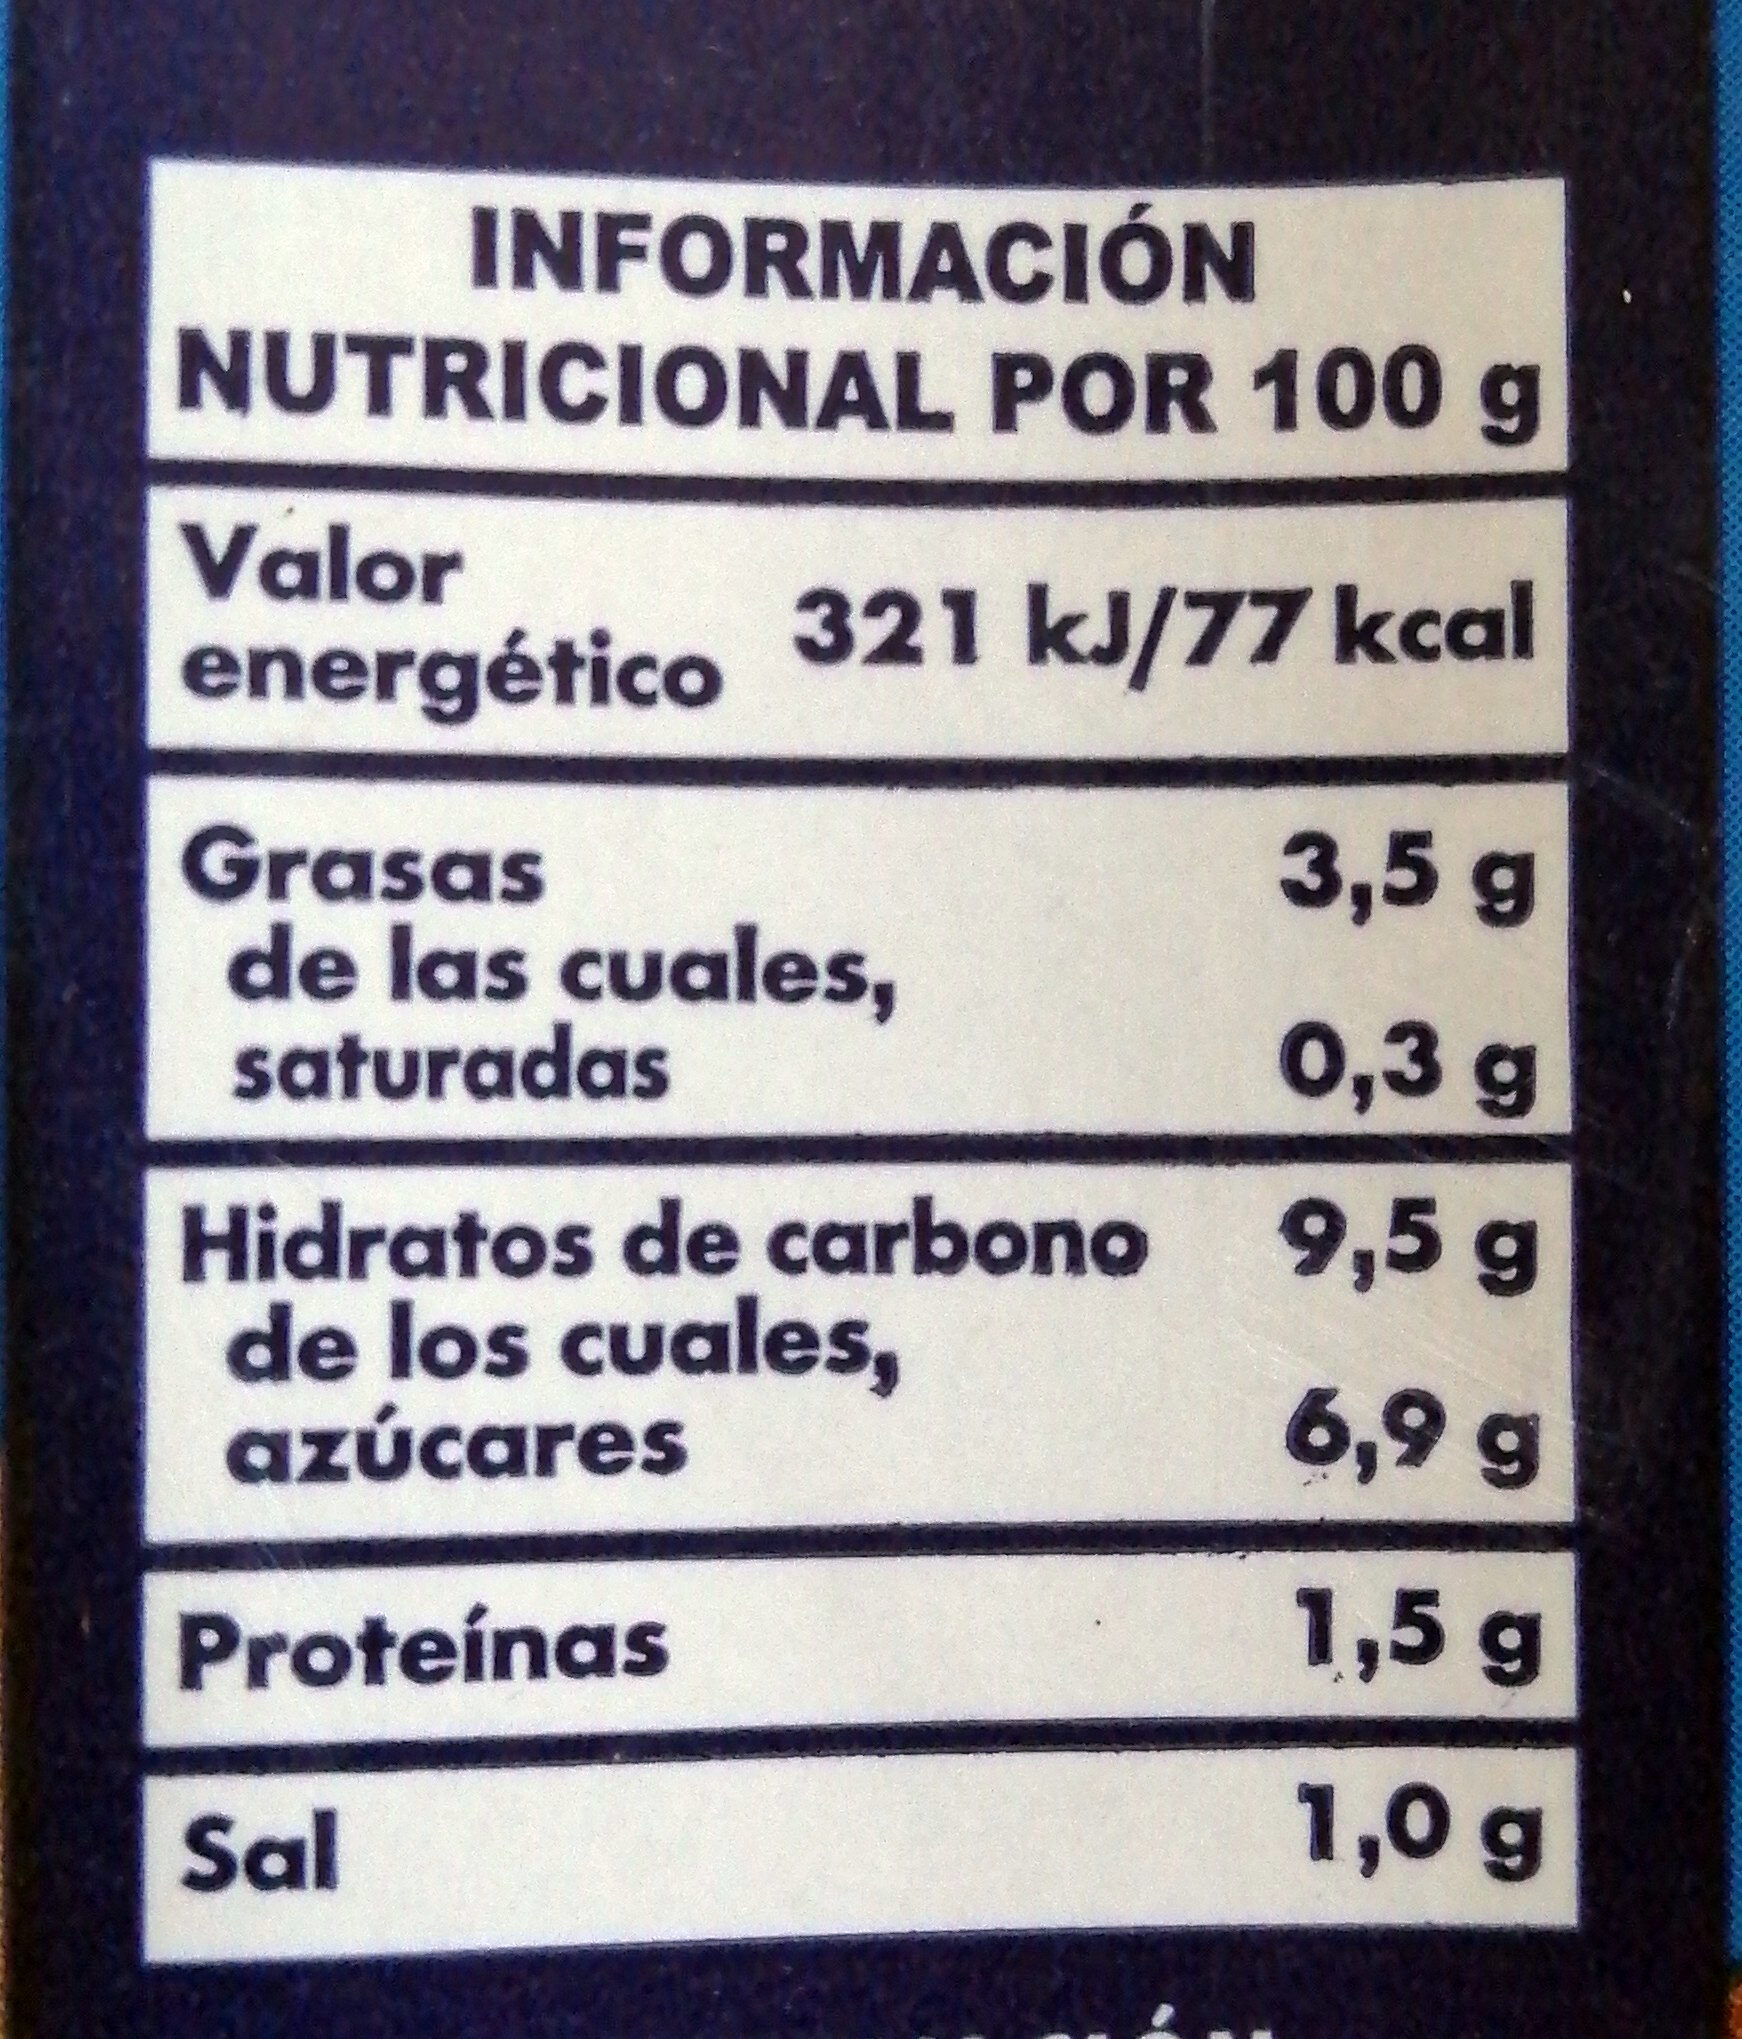 INFORMACIÓN
NUTRICIONAL POR 100 g
Valor
energético 321 kJ/77 kcal
Grasas 3,5 g
de las cuales,
saturadas 0,3 g
Hidratos de carbono 9,5 g
de los cuales,
azúcares 6,9 g
Proteínas 1,5 g
Sal 1,0 g